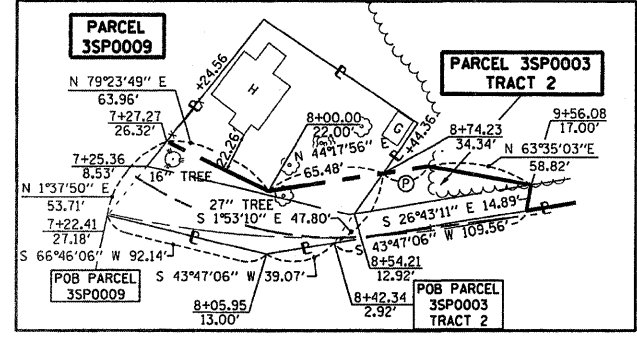 PARCEL
3SP0009
+24.56
H
P
PARCEL 3SP0003
TRACT 2
N 79°23'49" E
63.96'
P
7+27.27
26.32'
22.26
8+00.00
22.00'
N 44°17'56"
65.48'
G
E
+44.36
P
8+74.23
34.34'
9+56.08
17.00'
N 63°35'03"E
58.82'
7+25.36
8.53'
16" TREE
27" TREE
P
N 1°37'50" E
53.71'
S 1°53'10" E 47.80'
S 26°43'11" E 14.89'
7+22.41
27.18'
S 43°47'06" W 109.56'
P
S 66°46'06" W 92.14'
P
8+54.21
12.92'
POB PARCEL
3SP0009
S 43°47'06" W 39.07'
8+05.95
13.00'
8+42.34
2.92'
POB PARCEL
3SP0003
TRACT 2